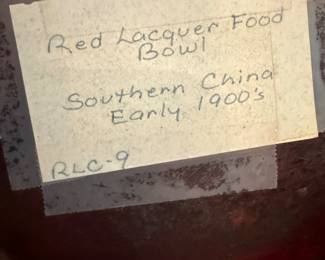 Red Lacquer Food
Bowl
Southern China
Early 1900's
RLC-9